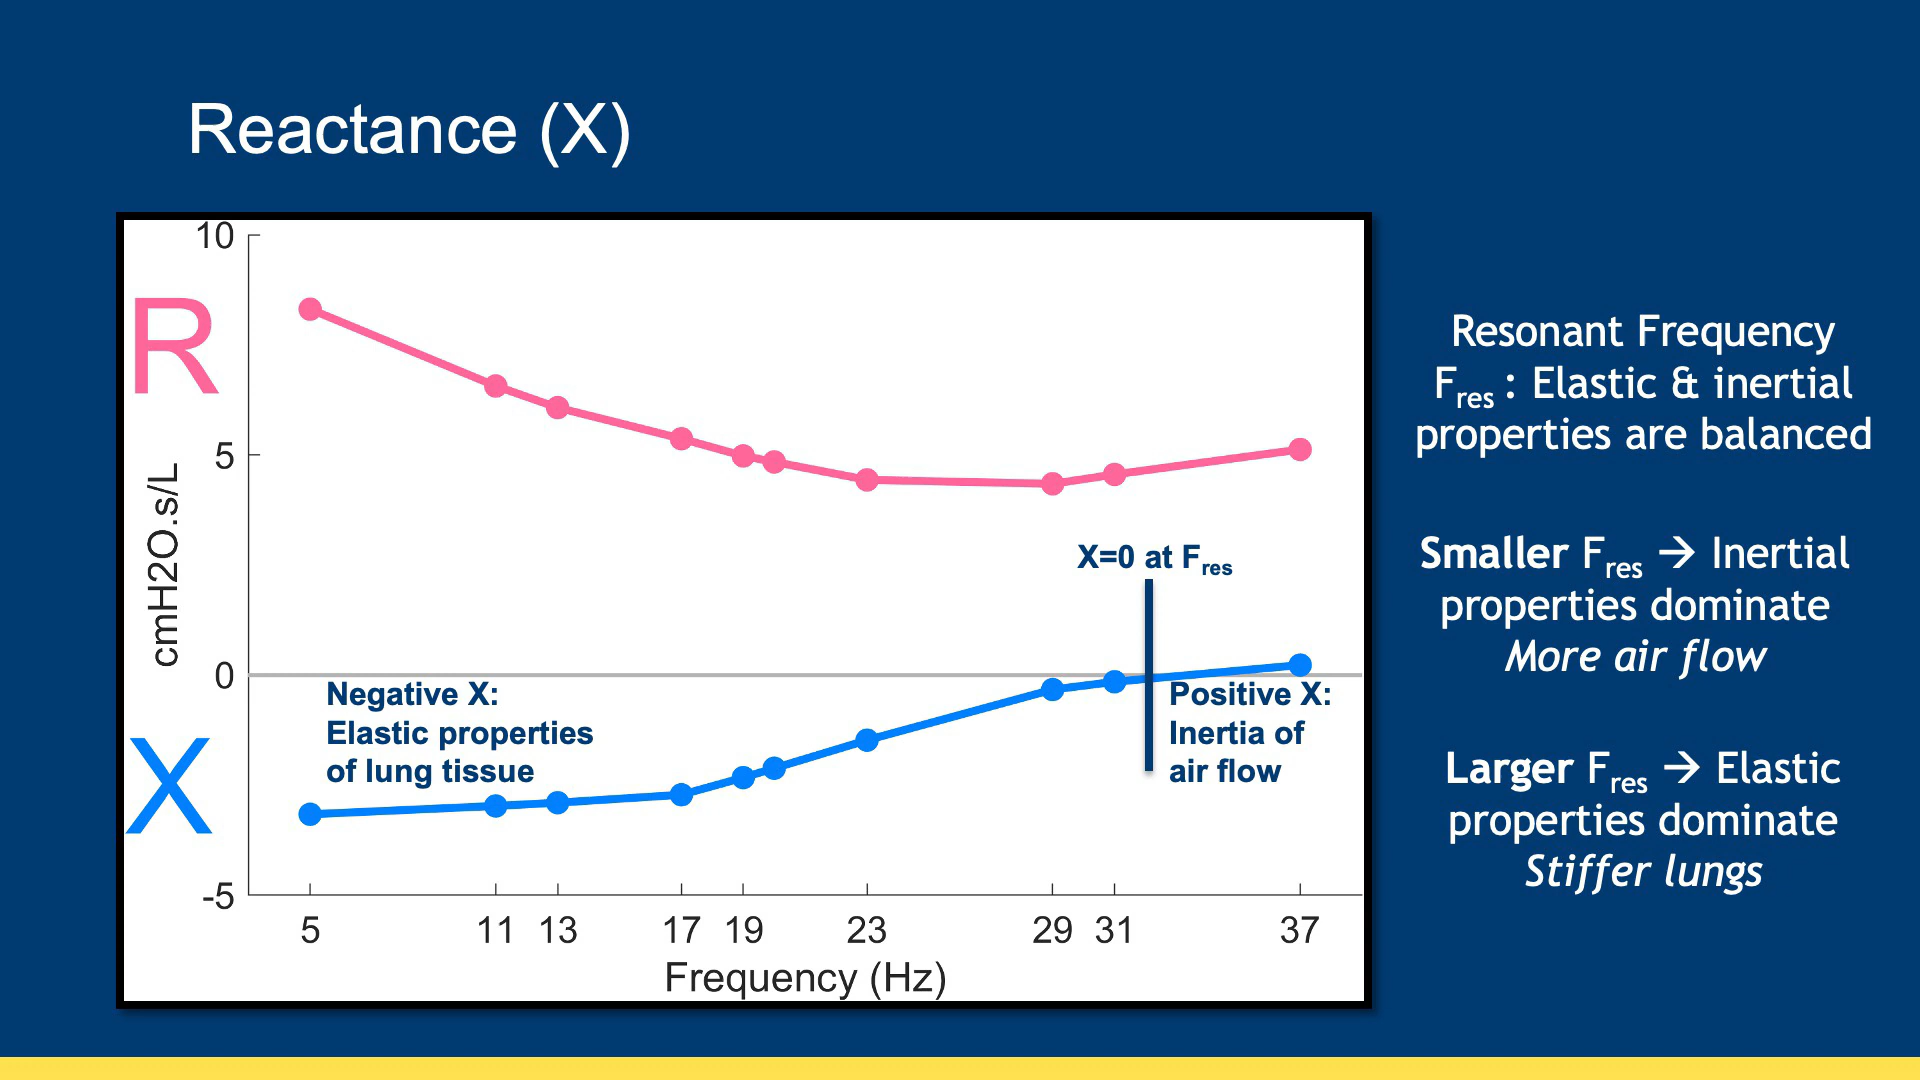 Reactance (X)
10
R
5
cmH2O.s/L
0
X
-5
X=0 at Fres
Negative X:
Elastic properties
of lung tissue
Positive X:
Inertia of
air flow
5 11 13 17 19 23 29 31 37
Frequency (Hz)
Resonant Frequency
Fres : Elastic & inertial
properties are balanced
Smaller Fres → Inertial
properties dominate
More air flow
Larger Fres → Elastic
properties dominate
Stiffer lungs